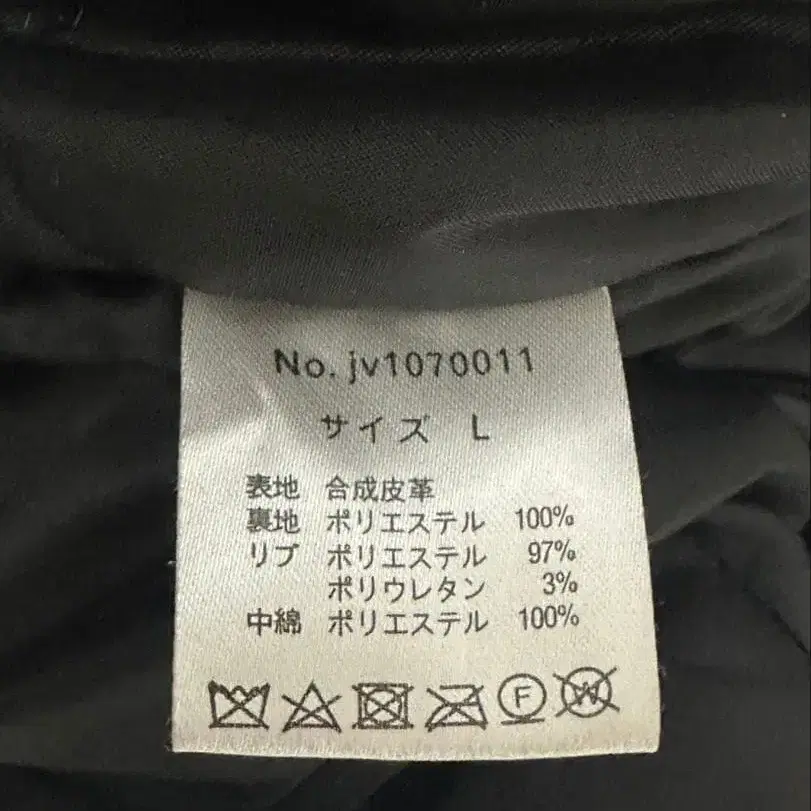 No. jv1070011
サイズ L
表地 合成皮革
裏地 ポリエステル 100%
リブ ポリエステル 97%
ポリウレタン 3%
中綿 ポリエステル 100%
F W